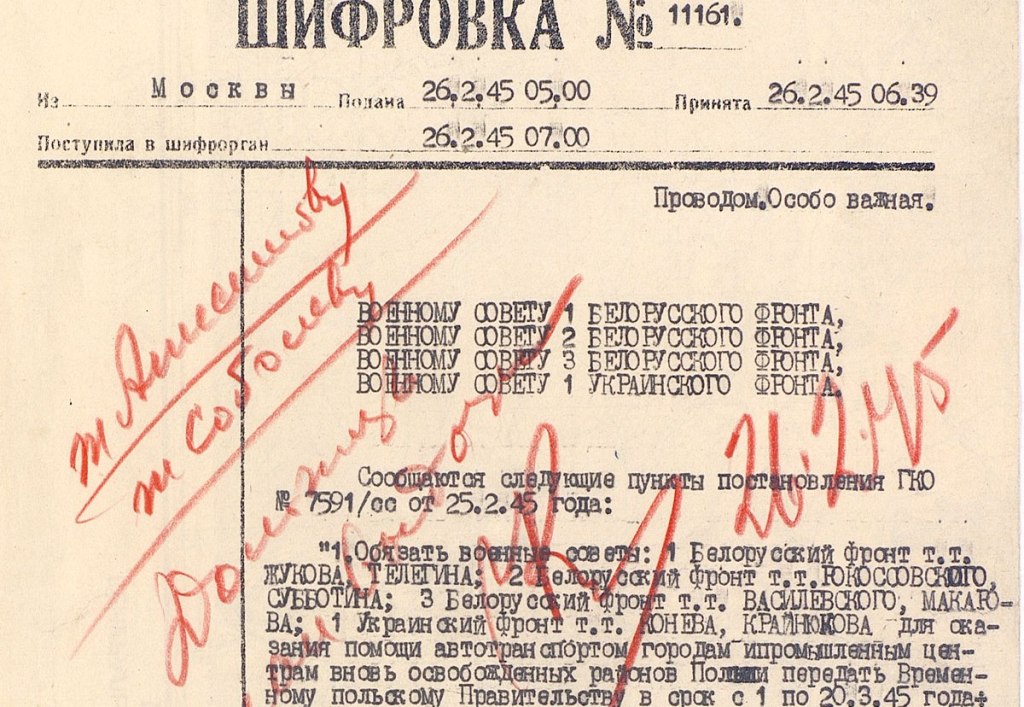 ШИФРОВКА № 11161.
Из Москвы Подана 26.2.45 05.00 Принята 26.2.45 06.39
Поступила в шифрорган 26.2.45 07.00
Проводом.Особо важная.
т Анисимову
т Соболеву
ВОЕННОМУ СОВЕТУ 1 БЕЛОРУССКОГО ФРОНТА,
ВОЕННОМУ СОВЕТУ 2 БЕЛОРУССКОГО ФРОНТА,
ВОЕННОМУ СОВЕТУ 3 БЕЛОРУССКОГО ФРОНТА,
ВОЕННОМУ СОВЕТУ 1 УКРАИНСКОГО ФРОНТА.
26.2.45
Сообщаются следующие пункты постановления ГКО
№ 7591/сс от 25.2.45 года:
"1.Обязать военные советы: 1 Белорусский фронт т.т.
ЖУКОВА, ТЕЛЕГИНА; 2 Белорусский фронт т.т.РОКОССОВСКОГО,
СУББОТИНА; 3 Белорусский фронт т.т. ВАСИЛЕВСКОГО, МАКАРО-
ВА; 1 Украинский фронт т.т. КОНЕВА, КРАЙНЮКОВА для ока-
зания помощи автотранспортом городам ипромышленным цен-
трам вновь освобожденных районов Польши передать Времен-
ному польскому Правительству в срок с 1 по 20.3.45 года: